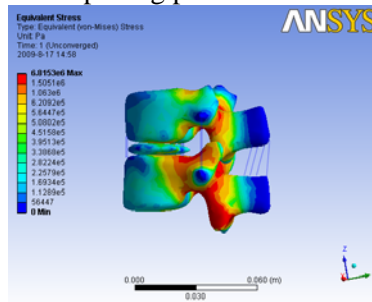 Equivalent Stress
Type: Equivalent (von-Mises) Stress
Unit: Pa
Time: 1 (Unconverged)
2009-8-17 14:58
ANSYS
6.8153e6 Max
1.5051e6
1.063e6
6.2092e5
5.6447e5
5.0802e5
4.5158e5
3.9513e5
3.3868e5
2.8224e5
2.2579e5
1.6934e5
1.1289e5
56447
0 Min
0.000
0.060 (m)
0.030
Z